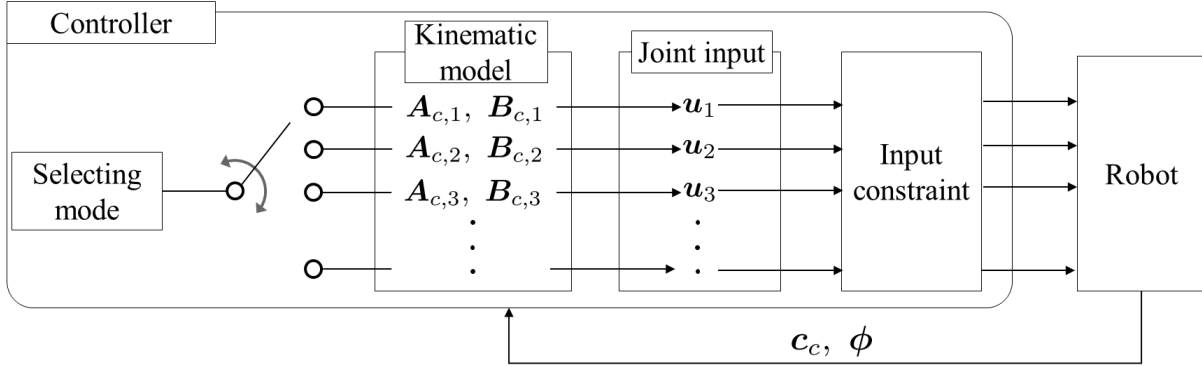 Controller
Kinematic
model
Joint input
A_{c,1}, B_{c,1}
u_1
A_{c,2}, B_{c,2}
u_2
Selecting
mode
A_{c,3}, B_{c,3}
u_3
Input
constraint
Robot
c_c, ϕ